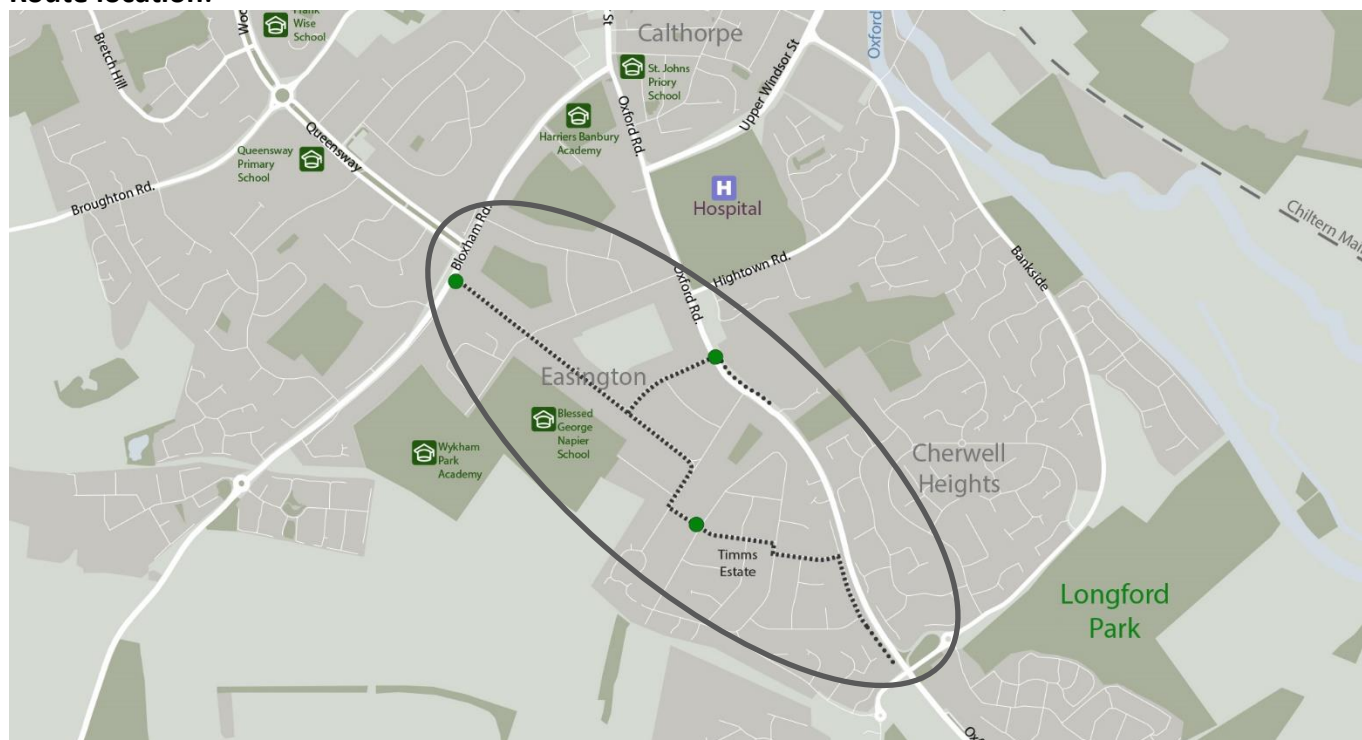 Route location:
Frank
Wise
School
Bretch Hill
Calthorpe
Oxford
St
St. Johns
Priory
School
Upper Windsor St
Harriers Banbury
Academy
Oxford Rd.
Queensway
Queensway
Primary
School
Broughton Rd.
H
Hospital
Chiltern
Bloxham Rd.
Hightown Rd.
Oxford Rd.
Bankside
Easington
Blessed
George
Napier
School
Wykham
Park
Academy
Cherwell
Heights
Timms
Estate
Longford
Park